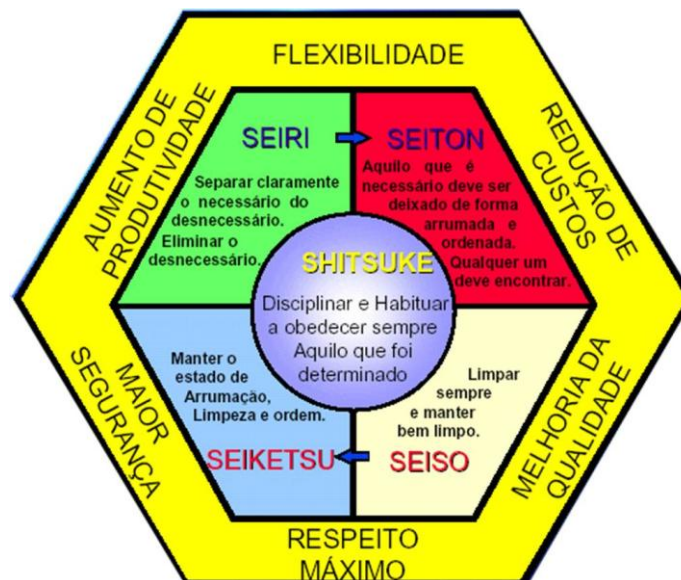 FLEXIBILIDADE
AUMENTO DE
PRODUTIVIDADE
REDUÇÃO DE
CUSTOS
SEIRI
Separar claramente
o necessário do
desnecessário.
Eliminar o
desnecessário.
SEITON
Aquilo que é
necessário deve ser
deixado de forma
arrumada e
ordenada.
Qualquer um
deve encontrar.
SHITSUKE
Disciplinar e Habituar
a obedecer sempre
Aquilo que foi
determinado
Manter o
estado de
Arrumação,
Limpeza e ordem.
SEIKETSU
Limpar
sempre
e manter
bem limpo.
SEISO
MAIOR
SEGURANÇA
MELHORIA DA
QUALIDADE
RESPEITO
MÁXIMO